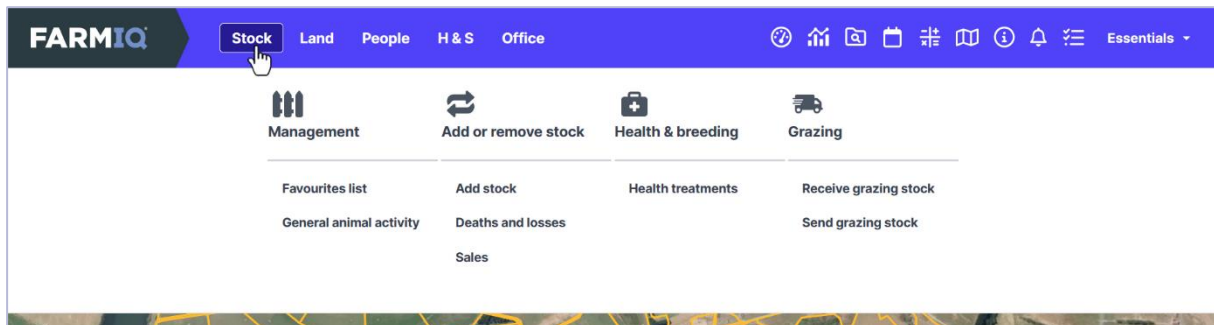 FARMIQ Stock Land People H & S Office Essentials
Management Add or remove stock Health & breeding Grazing
Favourites list Add stock Health treatments Receive grazing stock
General animal activity Deaths and losses Send grazing stock
Sales